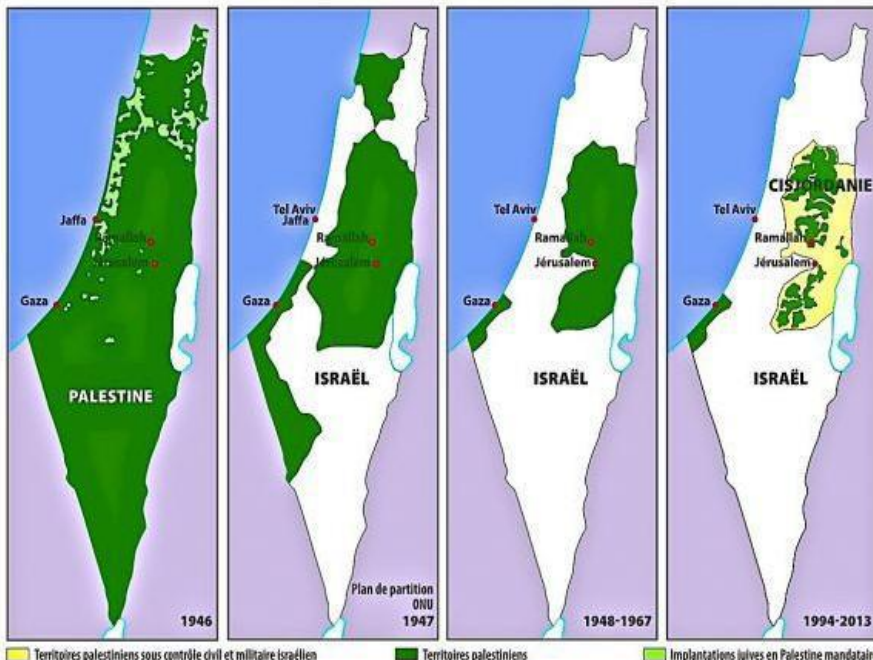 Jaffa
Ramallah
Jérusalem
Gaza
PALESTINE
1946
Tel Aviv
Jaffa
Ramallah
Jérusalem
Gaza
ISRAËL
Plan de partition
ONU
1947
Tel Aviv
Ramallah
Jérusalem
Gaza
ISRAËL
1948-1967
CISJORDANIE
Tel Aviv
Ramallah
Jérusalem
Gaza
ISRAËL
1994-2013
Territoires palestiniens sous contrôle civil et militaire israélien
Territoires palestiniens
Implantations juives en Palestine mandatair